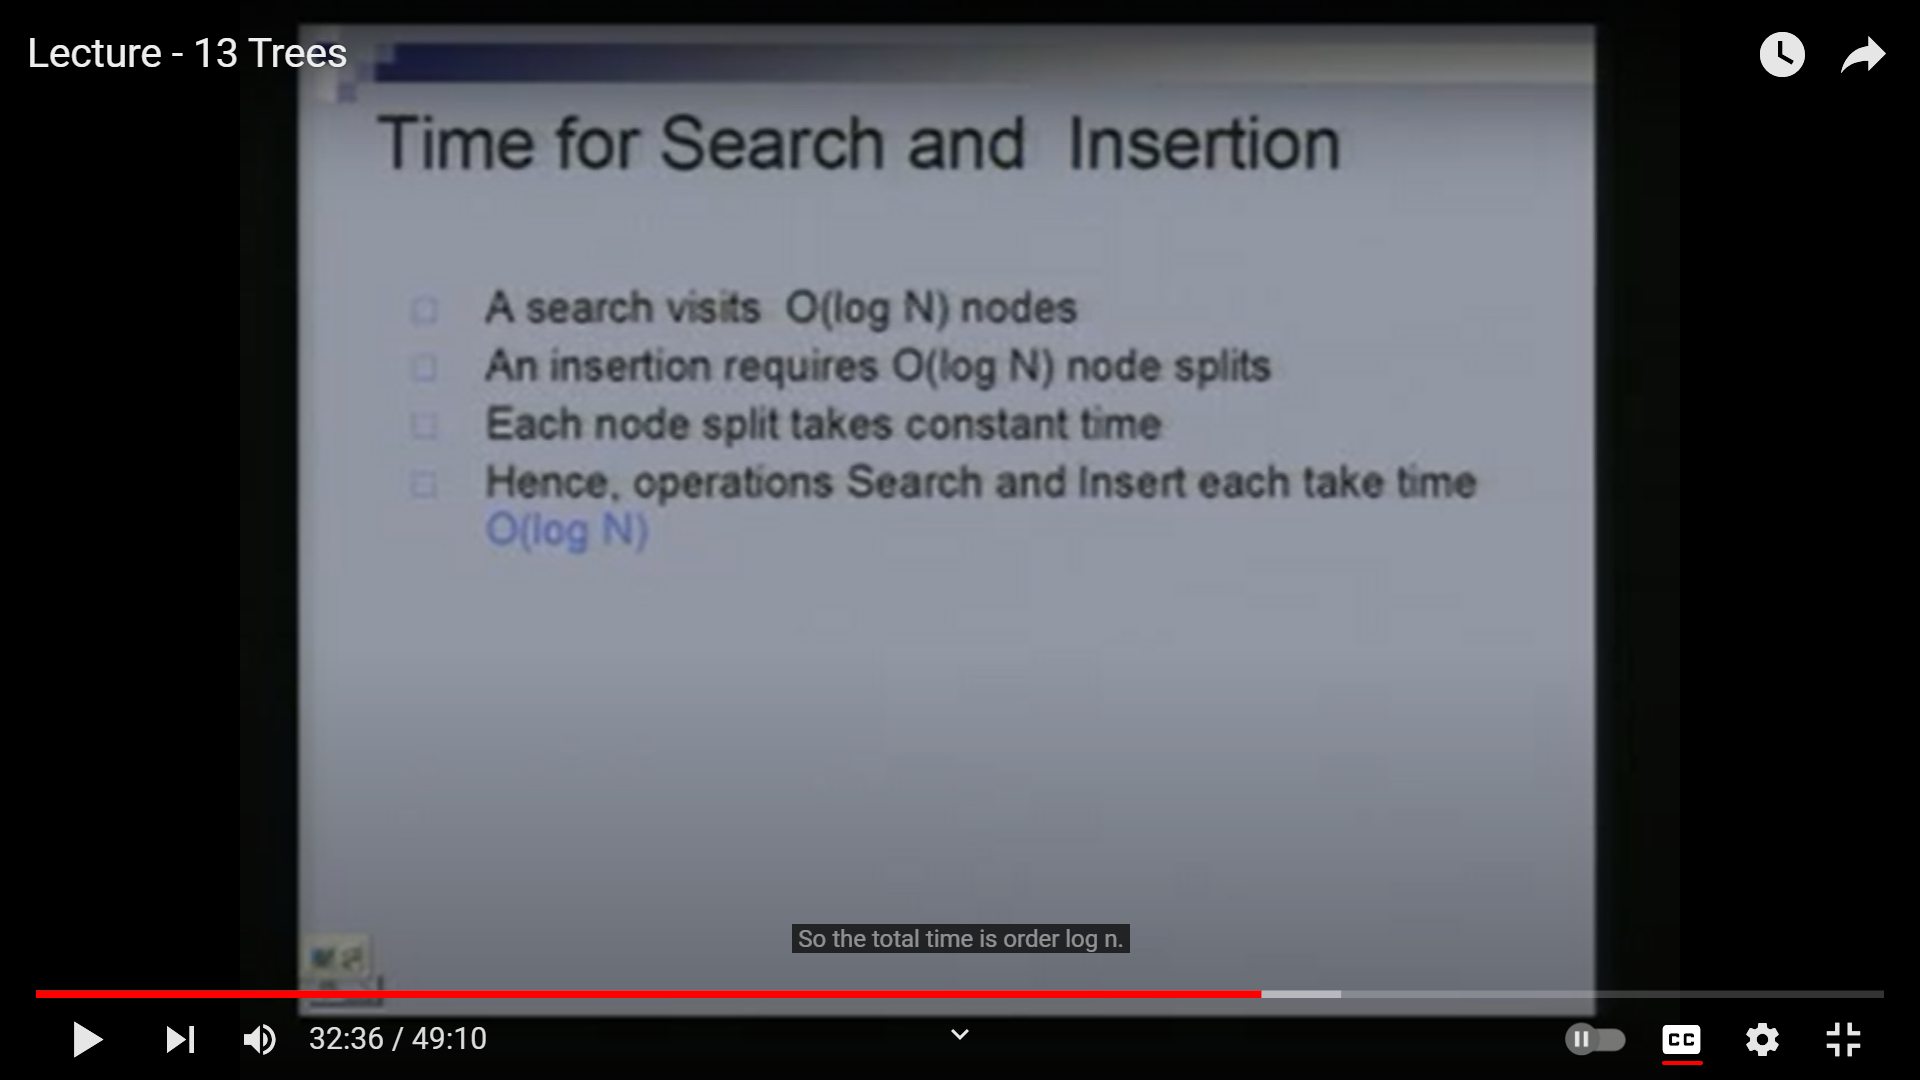 Lecture - 13 Trees
Time for Search and Insertion
A search visits O(log N) nodes
An insertion requires O(log N) node splits
Each node split takes constant time
Hence, operations Search and Insert each take time
O(log N)
So the total time is order log n.
32:36 / 49:10
CC